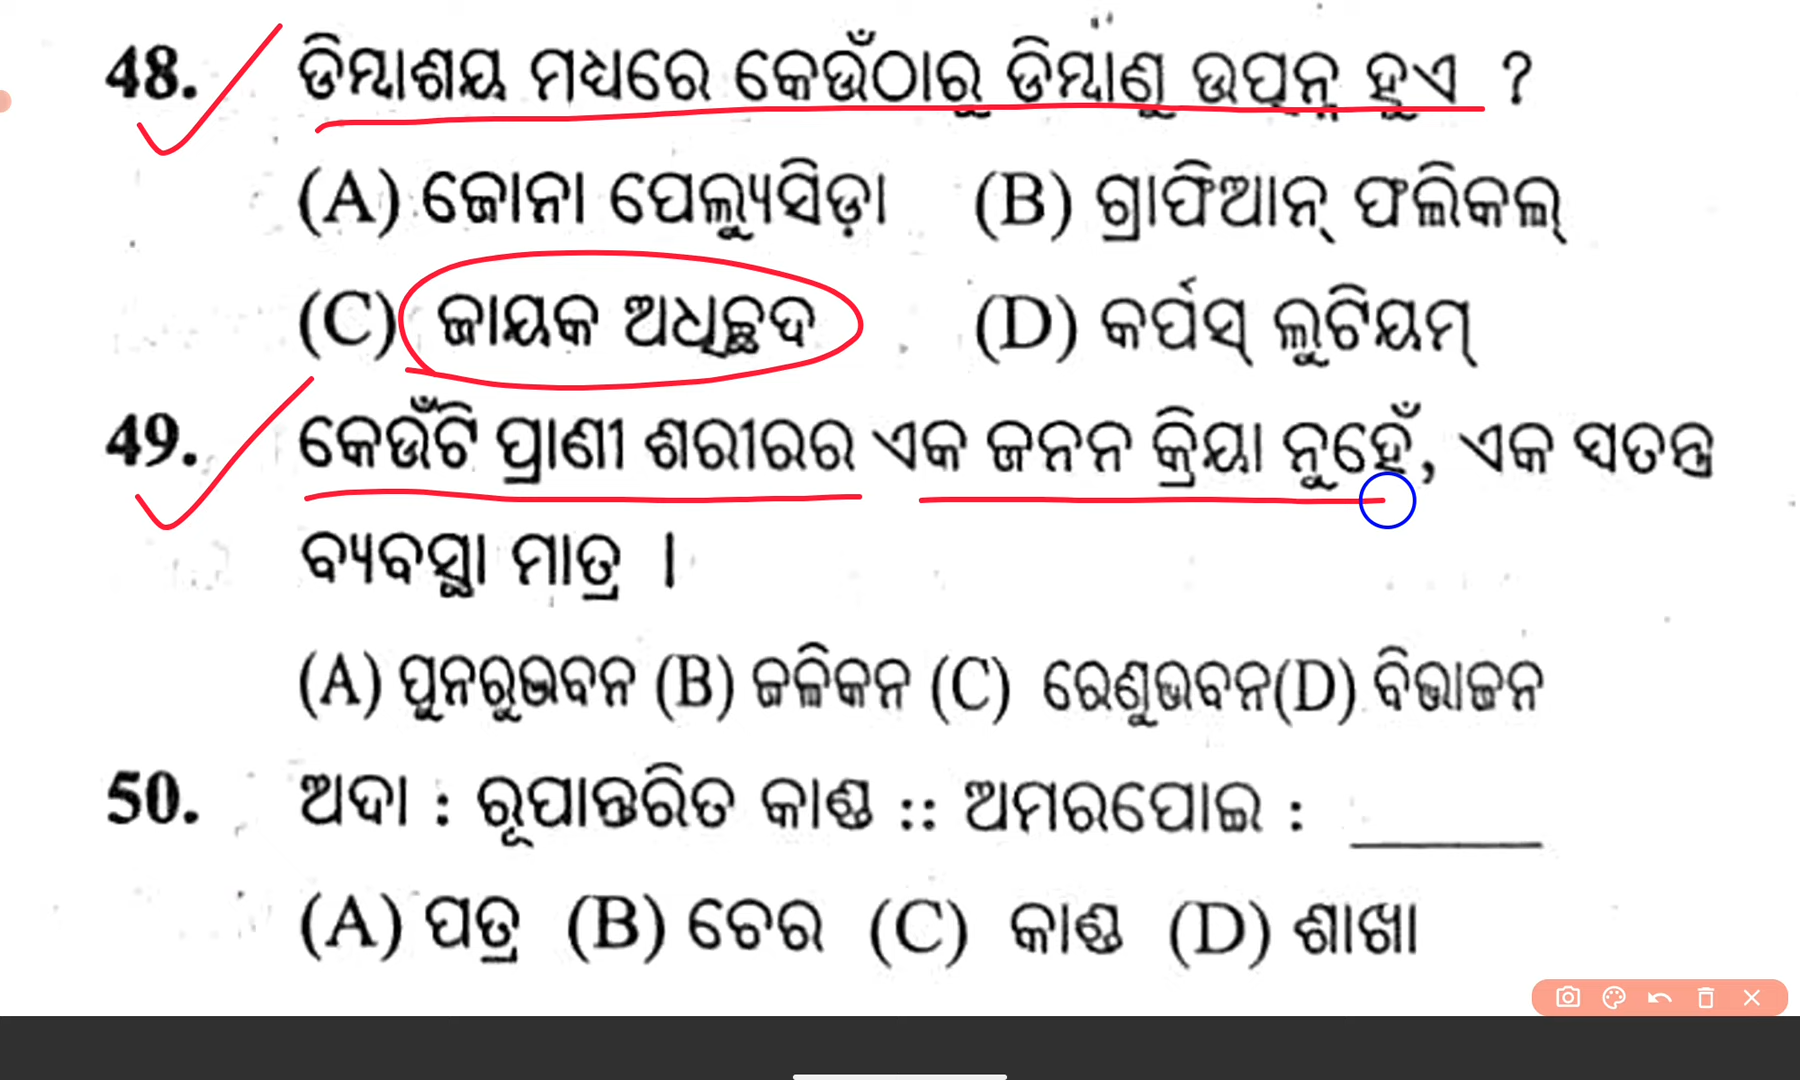 48. ଡିମ୍ବାଶୟ ମଧ୍ୟରେ କେଉଁଠାରୁ ଡିମ୍ବାଣୁ ଉତ୍ପନ୍ନ ହୁଏ ?
(A) ଜୋନା ପେଲ୍ୟୁସିଡ଼ା (B) ଗ୍ରାଫିଆନ୍ ଫଲିକଲ୍
(C) ଜାୟକ ଅଧିଚ୍ଛଦ (D) କର୍ପସ୍ ଲୁଟିୟମ୍
49. କେଉଁଟି ପ୍ରାଣୀ ଶରୀରର ଏକ ଜନନ କ୍ରିୟା ନୁହେଁ, ଏକ ସ୍ୱତନ୍ତ୍ର
ବ୍ୟବସ୍ଥା ମାତ୍ର ।
(A) ପୁନରୁଦ୍ଭବନ (B) ଜଳିକନ (C) ରେଣୁଭବନ (D) ବିଭାଜନ
50. ଅଦା : ରୂପାନ୍ତରିତ କାଣ୍ଡ :: ଅମରପୋଇ : ______
(A) ପତ୍ର (B) ଚେର (C) କାଣ୍ଡ (D) ଶାଖା